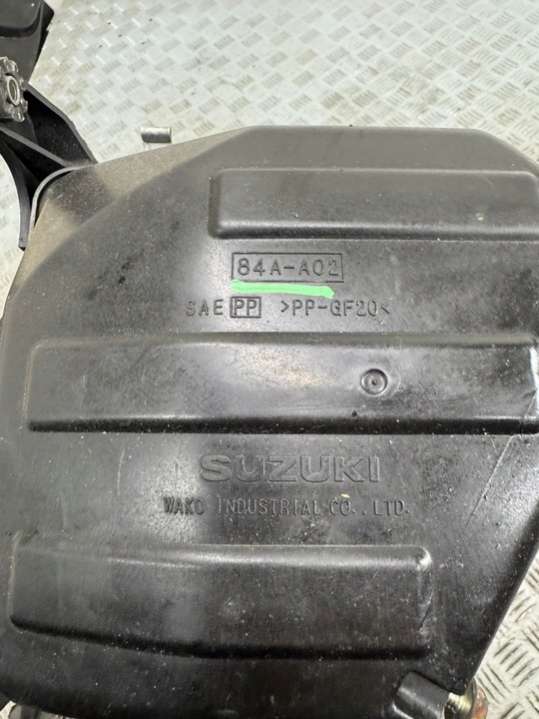 84A-A02
SAE PP >PP-GF20<
SUZUKI
WAKO INDUSTRIAL CO., LTD.